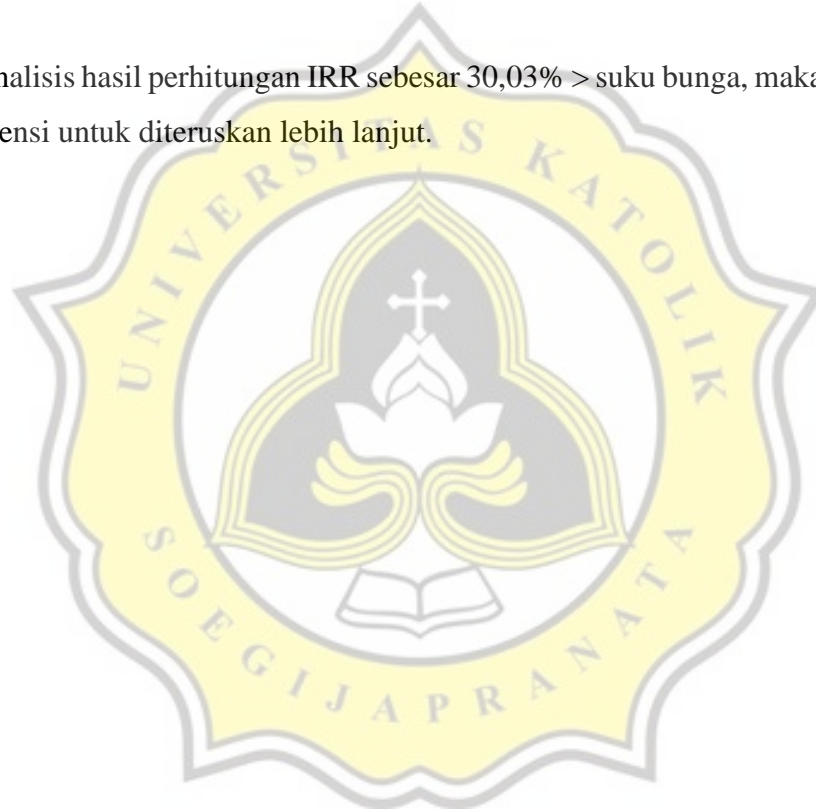 nalisis hasil perhitungan IRR sebesar 30,03% > suku bunga, maka
ensi untuk diteruskan lebih lanjut.
UNIVERSITAS KATOLIK
SOEGIJAPRANATA